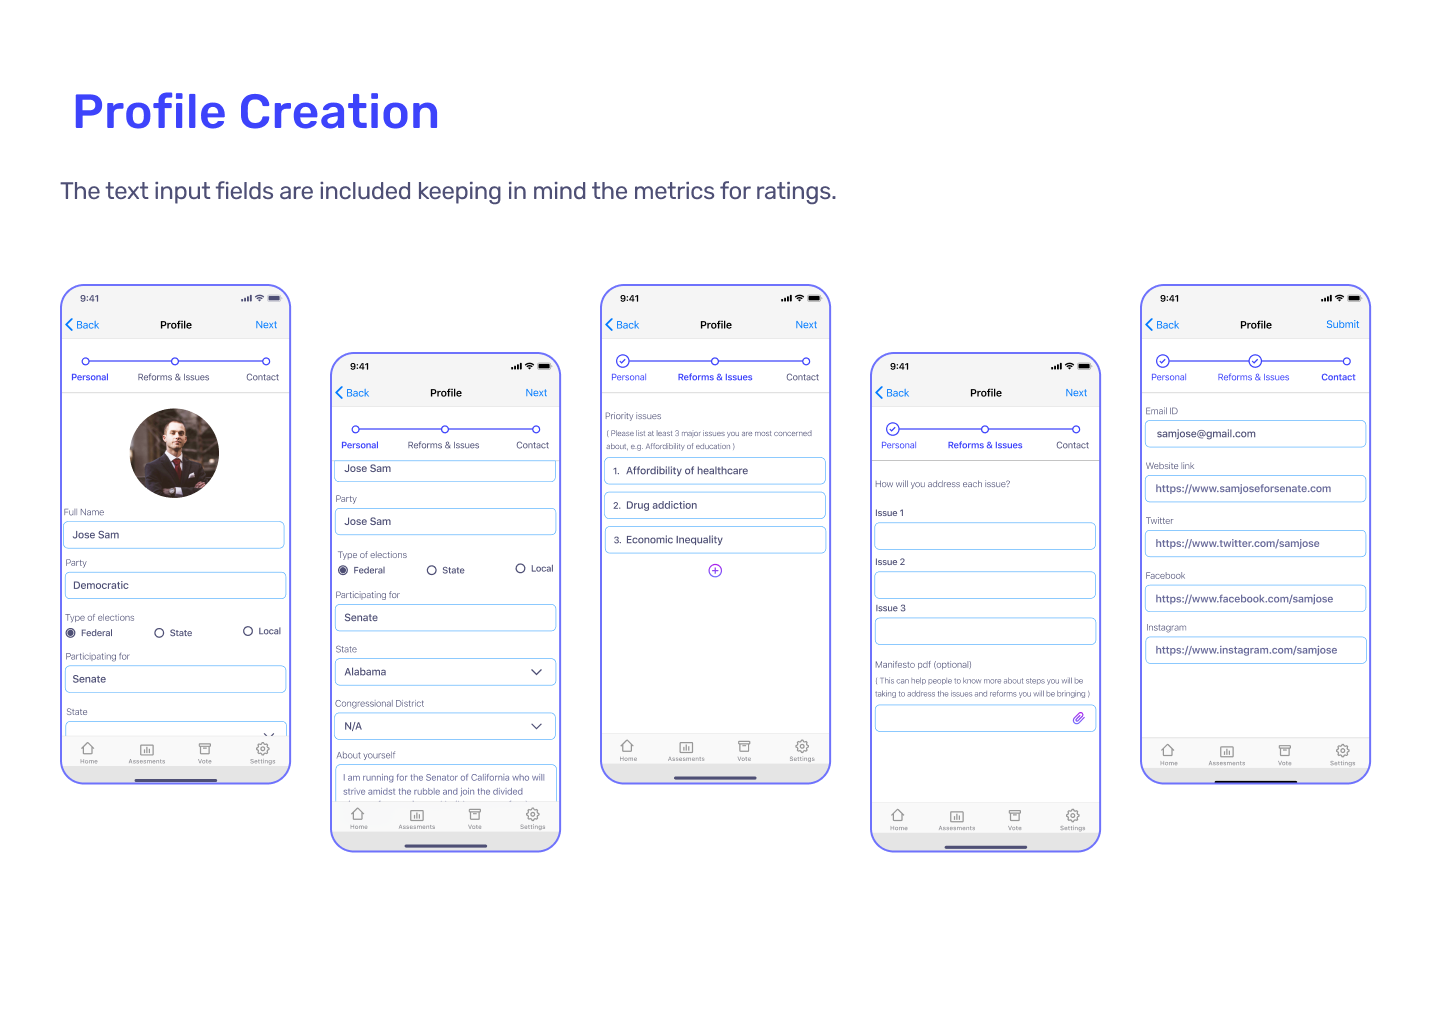 Profile Creation
The text input fields are included keeping in mind the metrics for ratings.
9:41
Back
Profile
Next
Personal
Reforms & Issues
Contact
Full Name
Jose Sam
Party
Democratic
Type of elections
Federal
State
Local
Participating for
Senate
State
Home
Assesments
Vote
Settings
9:41
Back
Profile
Next
Personal
Reforms & Issues
Contact
Jose Sam
Party
Jose Sam
Type of elections
Federal
State
Local
Participating for
Senate
State
Alabama
Congressional District
N/A
About yourself
I am running for the Senator of California who will
strive amidst the rubble and join the divided
Home
Assesments
Vote
Settings
9:41
Back
Profile
Next
Personal
Reforms & Issues
Contact
Priority issues
( Please list at least 3 major issues you are most concerned
about, e.g. Affordibility of education )
1. Affordibility of healthcare
2. Drug addiction
3. Economic Inequality
Home
Assesments
Vote
Settings
9:41
Back
Profile
Next
Personal
Reforms & Issues
Contact
How will you address each issue?
Issue 1
Issue 2
Issue 3
Manifesto pdf (optional)
( This can help people to know more about steps you will be
taking to address the issues and reforms you will be bringing )
Home
Assesments
Vote
Settings
9:41
Back
Profile
Submit
Personal
Reforms & Issues
Contact
Email ID
samjose@gmail.com
Website link
https://www.samjoseforsenate.com
Twitter
https://www.twitter.com/samjose
Facebook
https://www.facebook.com/samjose
Instagram
https://www.instagram.com/samjose
Home
Assesments
Vote
Settings